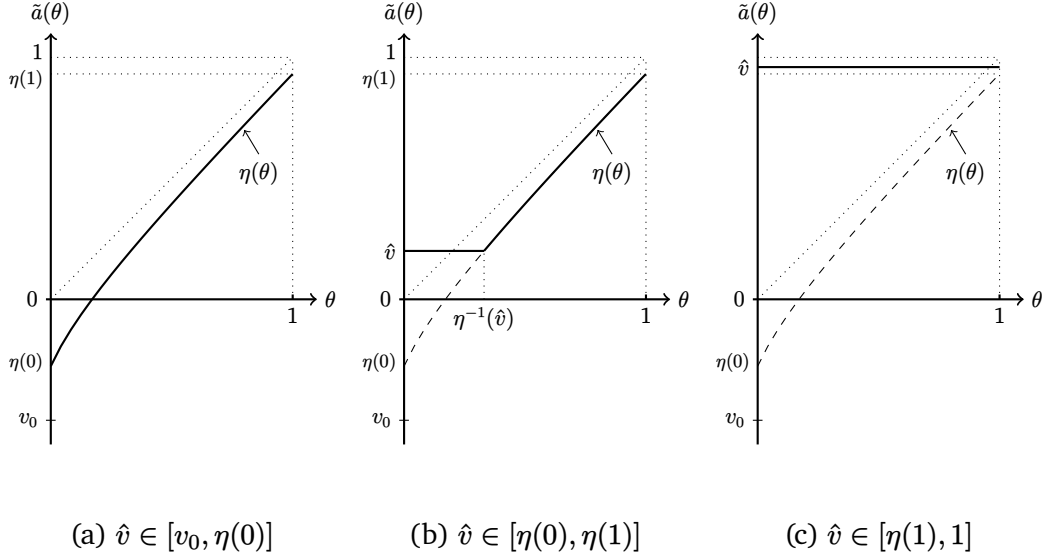 ã(θ)
1
η(1)
η(θ)
0
θ
1
η(0)
v₀
(a) v̂ ∈ [v₀, η(0)]
ã(θ)
1
η(1)
η(θ)
v̂
0
θ
η⁻¹(v̂)
1
η(0)
v₀
(b) v̂ ∈ [η(0), η(1)]
ã(θ)
1
v̂
η(θ)
0
θ
1
η(0)
v₀
(c) v̂ ∈ [η(1), 1]